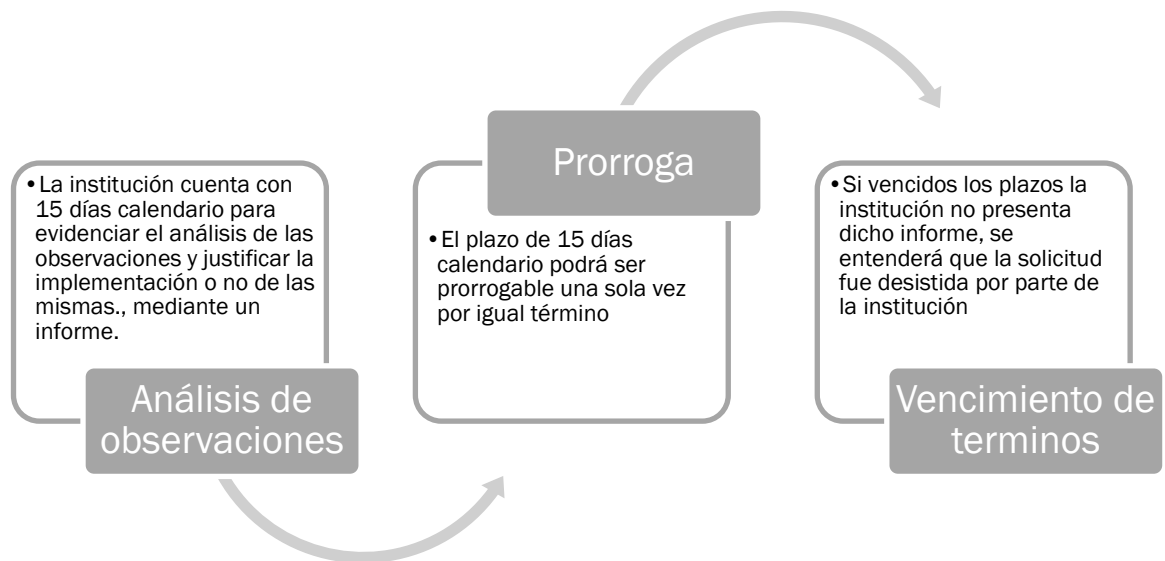 •La institución cuenta con
15 días calendario para
evidenciar el análisis de las
observaciones y justificar la
implementación o no de las
mismas., mediante un
informe.
Análisis de
observaciones
Prorroga
•El plazo de 15 días
calendario podrá ser
prorrogable una sola vez
por igual término
•Si vencidos los plazos la
institución no presenta
dicho informe, se
entenderá que la solicitud
fue desistida por parte de
la institución
Vencimiento de
terminos